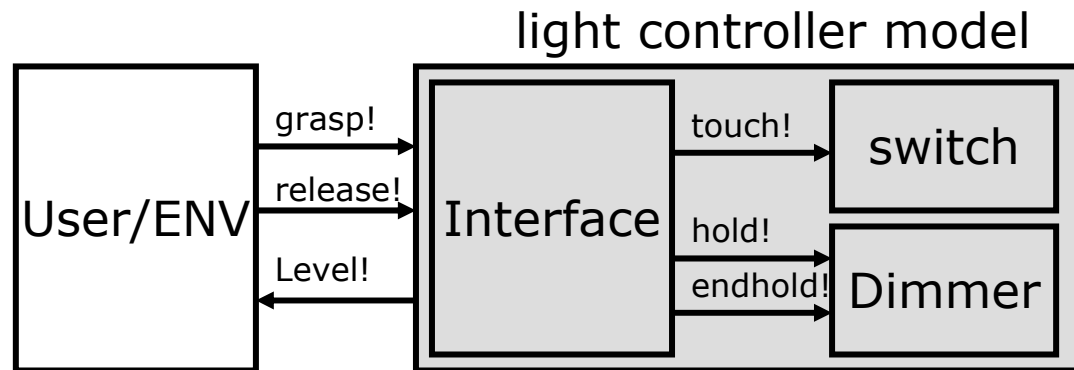 light controller model
grasp!
release!
User/ENV
Level!
Interface
touch!
switch
hold!
endhold!
Dimmer